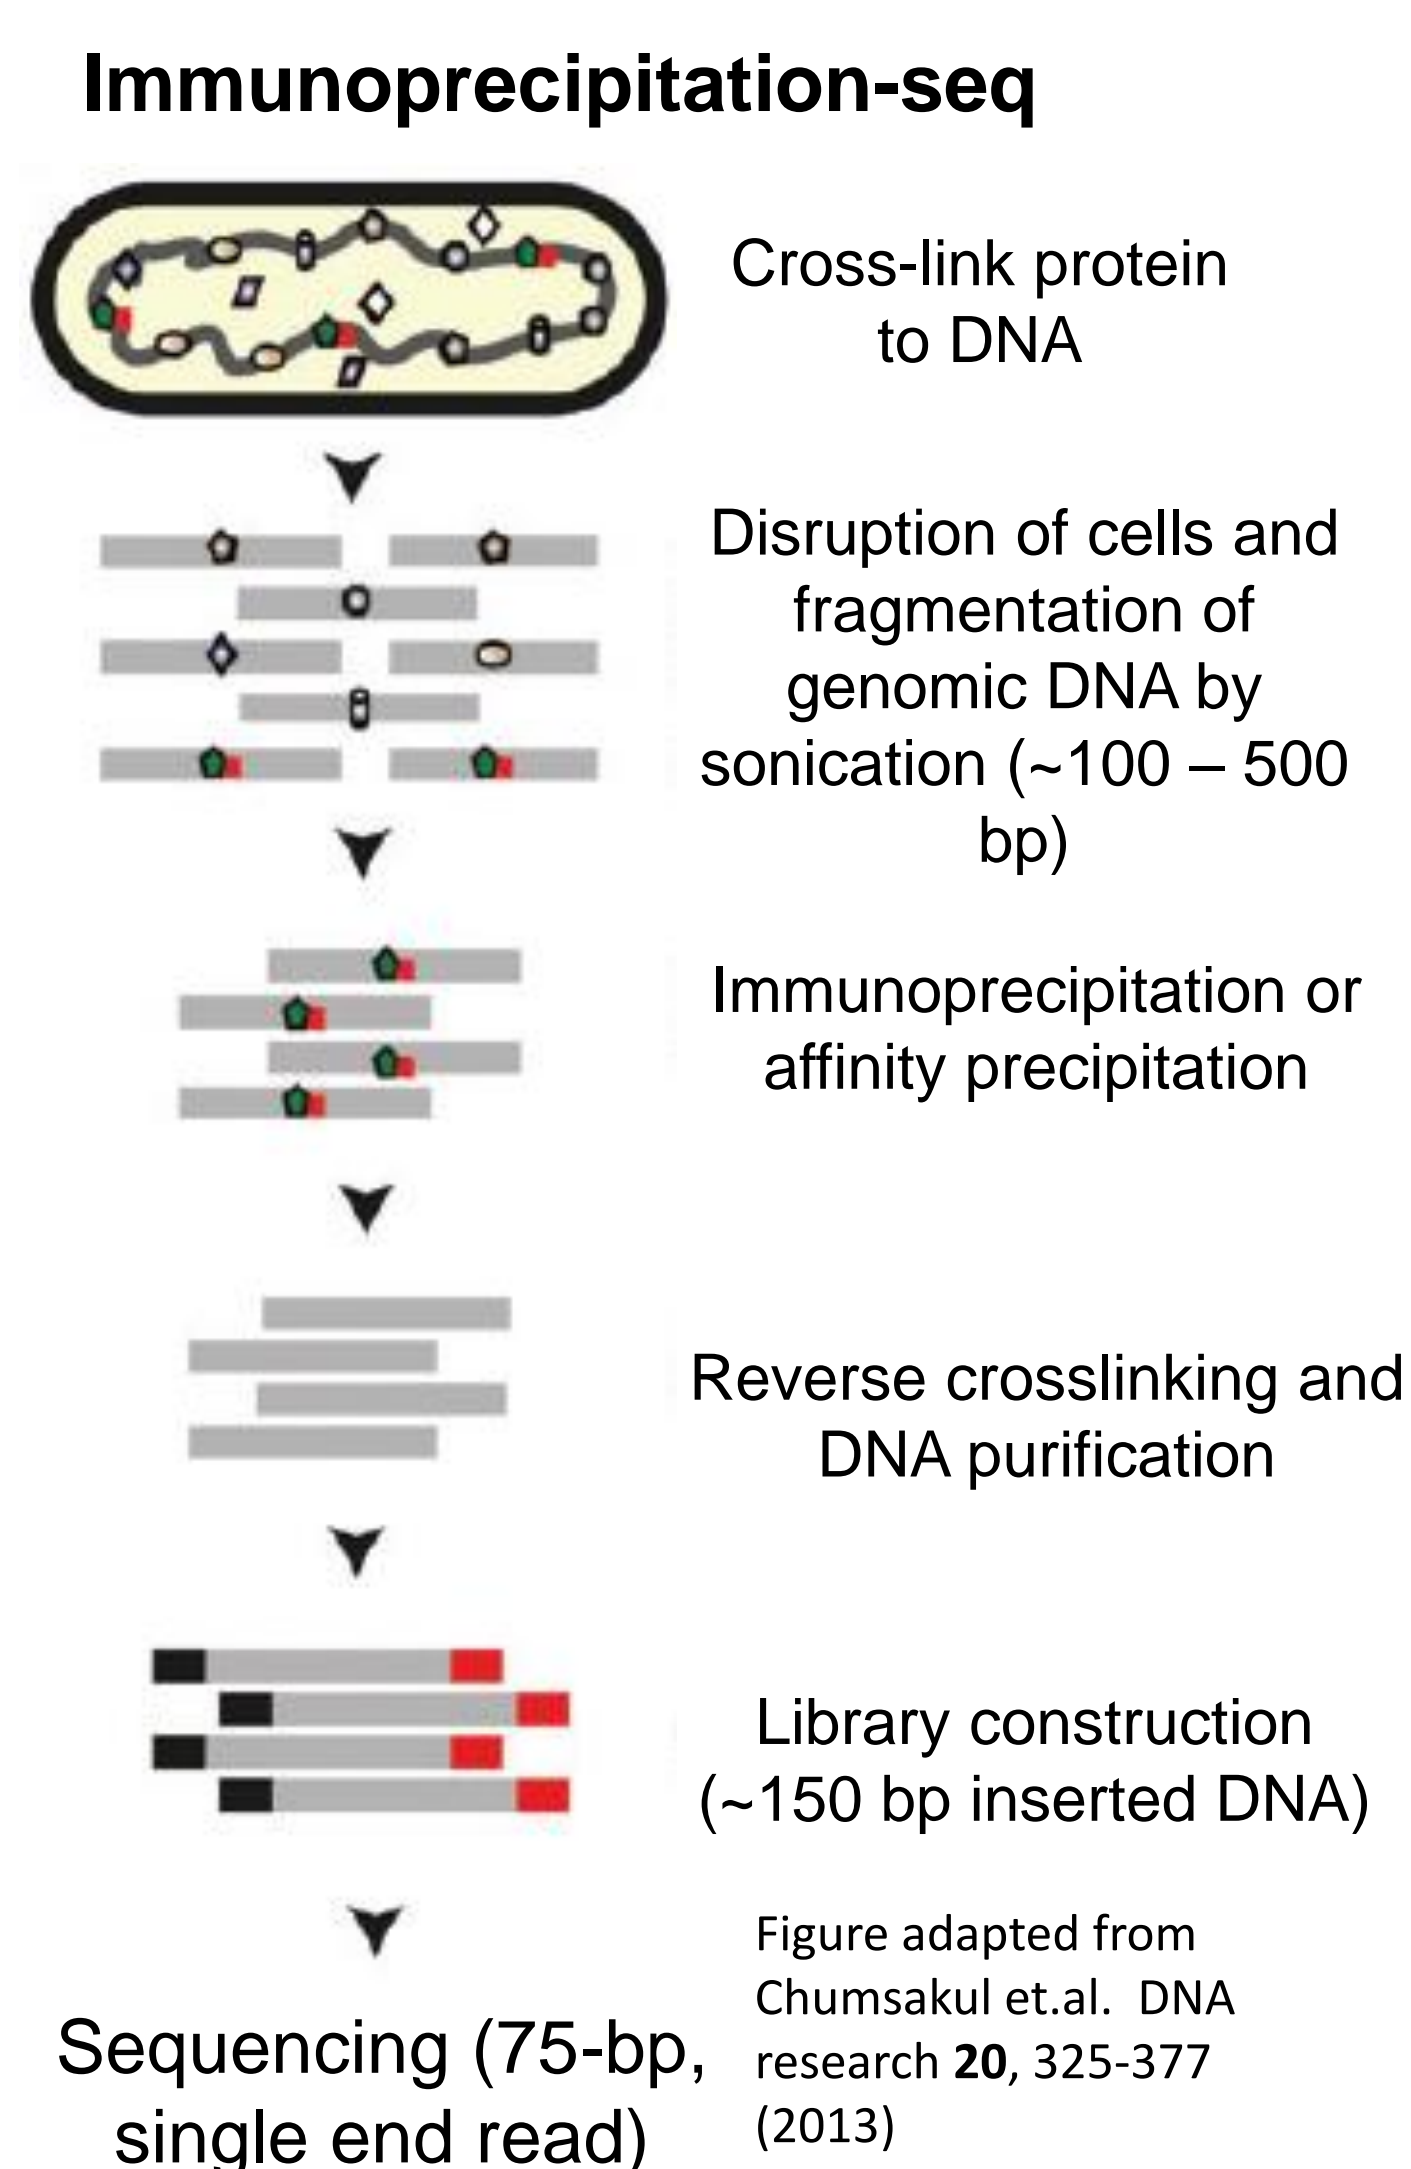 Immunoprecipitation-seq
Cross-link protein
to DNA
Disruption of cells and
fragmentation of
genomic DNA by
sonication (~100 – 500
bp)
Immunoprecipitation or
affinity precipitation
Reverse crosslinking and
DNA purification
Library construction
(~150 bp inserted DNA)
Sequencing (75-bp,
single end read)
Figure adapted from
Chumsakul et.al.  DNA
research 20, 325-377
(2013)